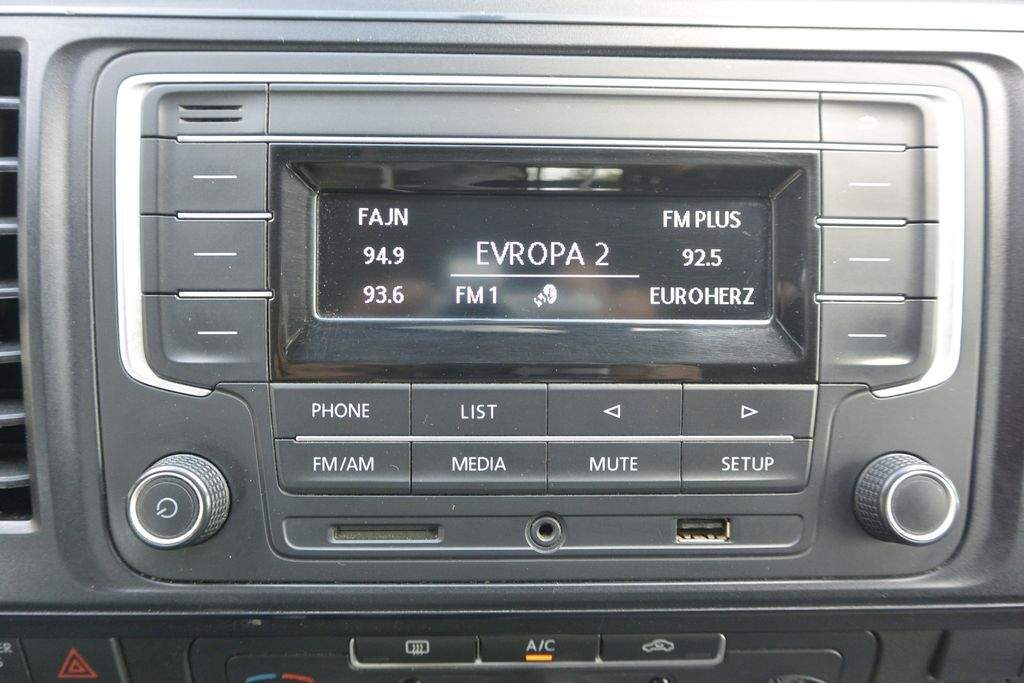 FAJN
94.9
93.6
EVROPA 2
FM 1
FM PLUS
92.5
EUROHERZ
PHONE
LIST
FM/AM
MEDIA
MUTE
SETUP
A/C